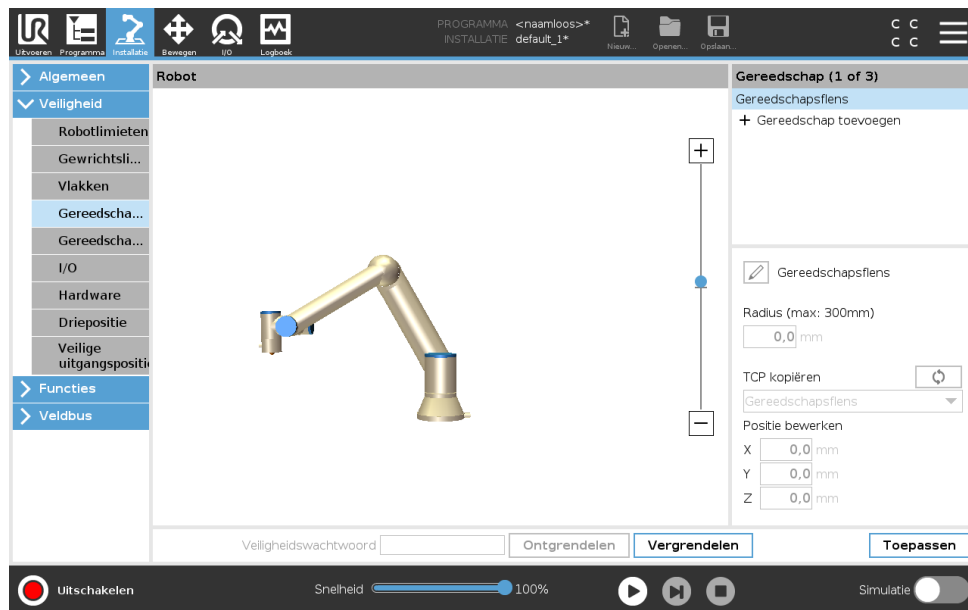 PROGRAMMA <naamloos>*
INSTALLATIE default_1*
Uitvoeren Programma Installatie Bewegen I/O Logboek
Nieuw... Openen... Opslaan...
C C
C C
Algemeen
Veiligheid
Robotlimieten
Gewrichtsli...
Vlakken
Gereedscha...
Gereedscha...
I/O
Hardware
Driepositie
Veilige
uitgangspositi
Functies
Veldbus
Robot
+
−
Gereedschap (1 of 3)
Gereedschapsflens
+ Gereedschap toevoegen
Gereedschapsflens
Radius (max: 300mm)
0,0 mm
TCP kopiëren
Gereedschapsflens
Positie bewerken
X 0,0 mm
Y 0,0 mm
Z 0,0 mm
Veiligheidswachtwoord Ontgrendelen Vergrendelen Toepassen
Uitschakelen Snelheid 100% Simulatie